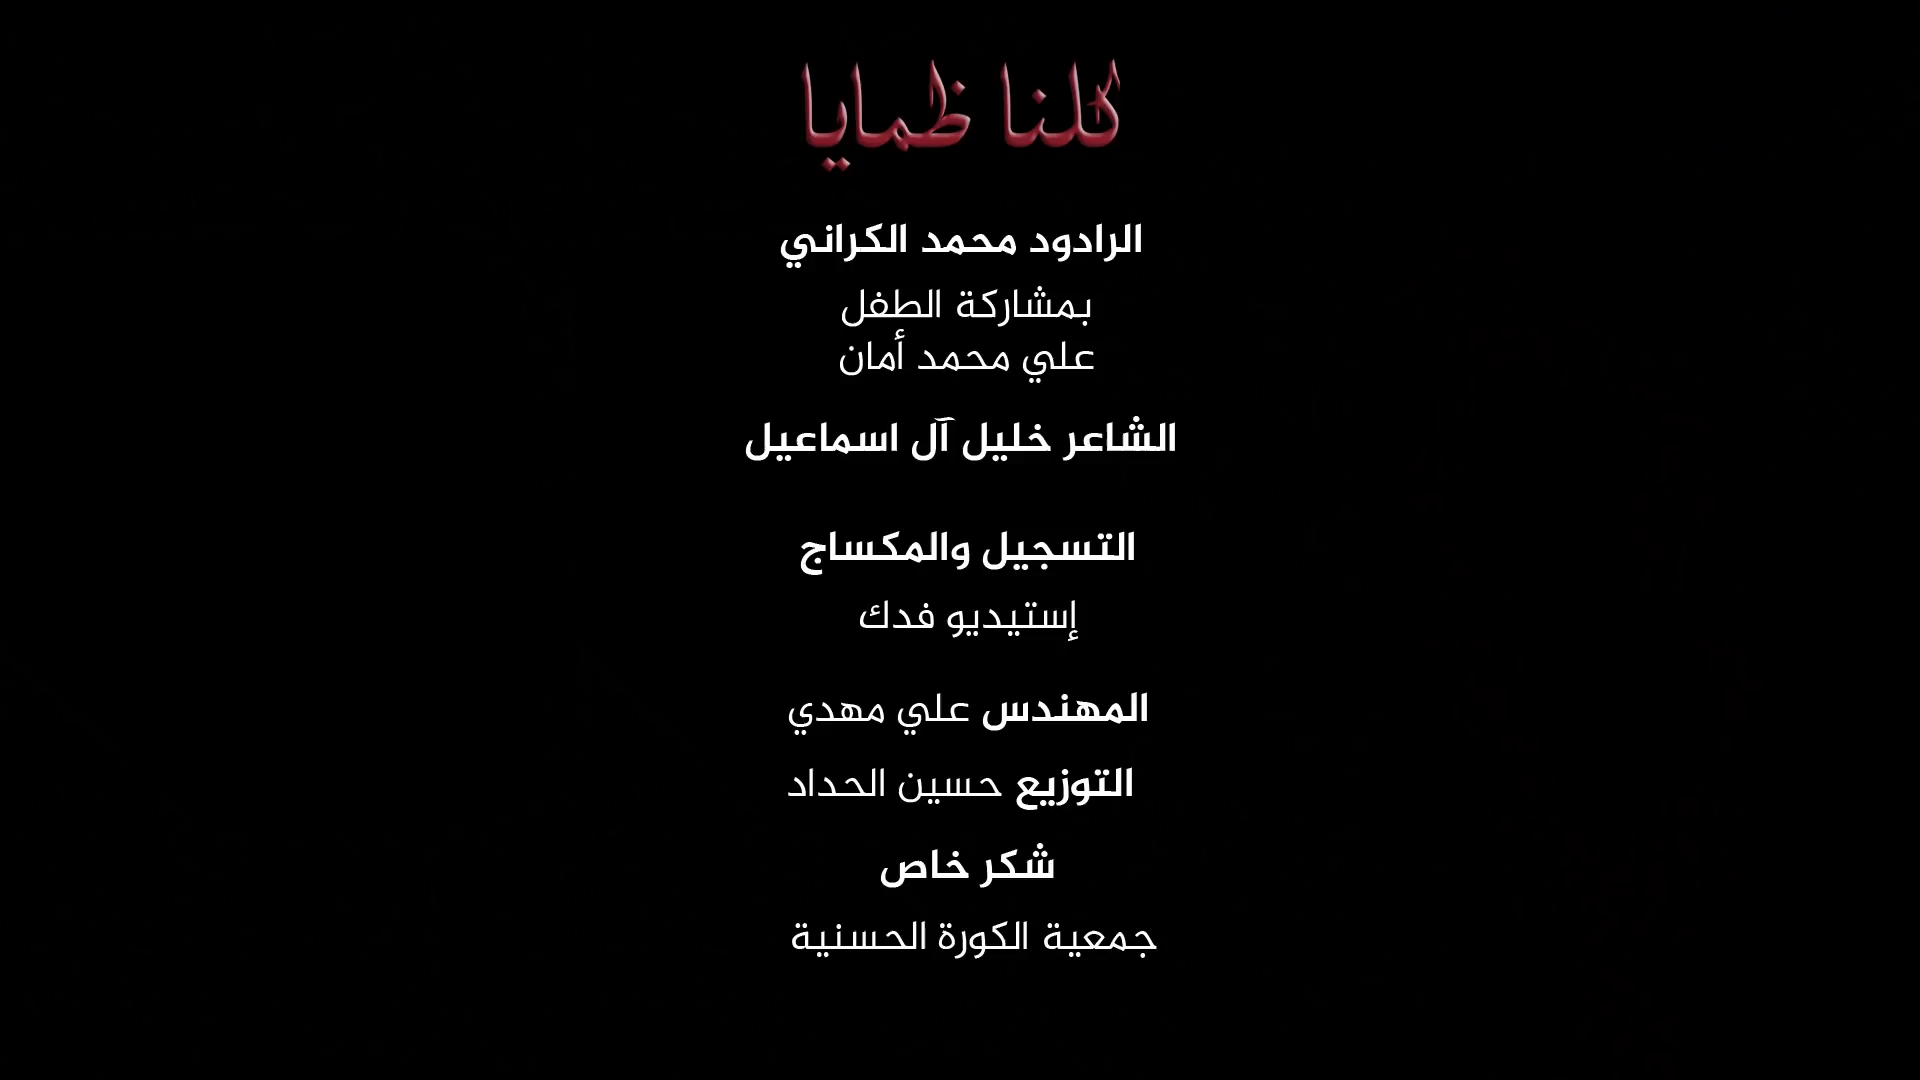 كلنا ظمايا
الرادود محمد الكراني
بمشاركة الطفل
علي محمد أمان
الشاعر خليل آل اسماعيل
التسجيل والمكساج
إستيديو فدك
المهندس علي مهدي
التوزيع حسين الحداد
شكر خاص
جمعية الكورة الحسنية